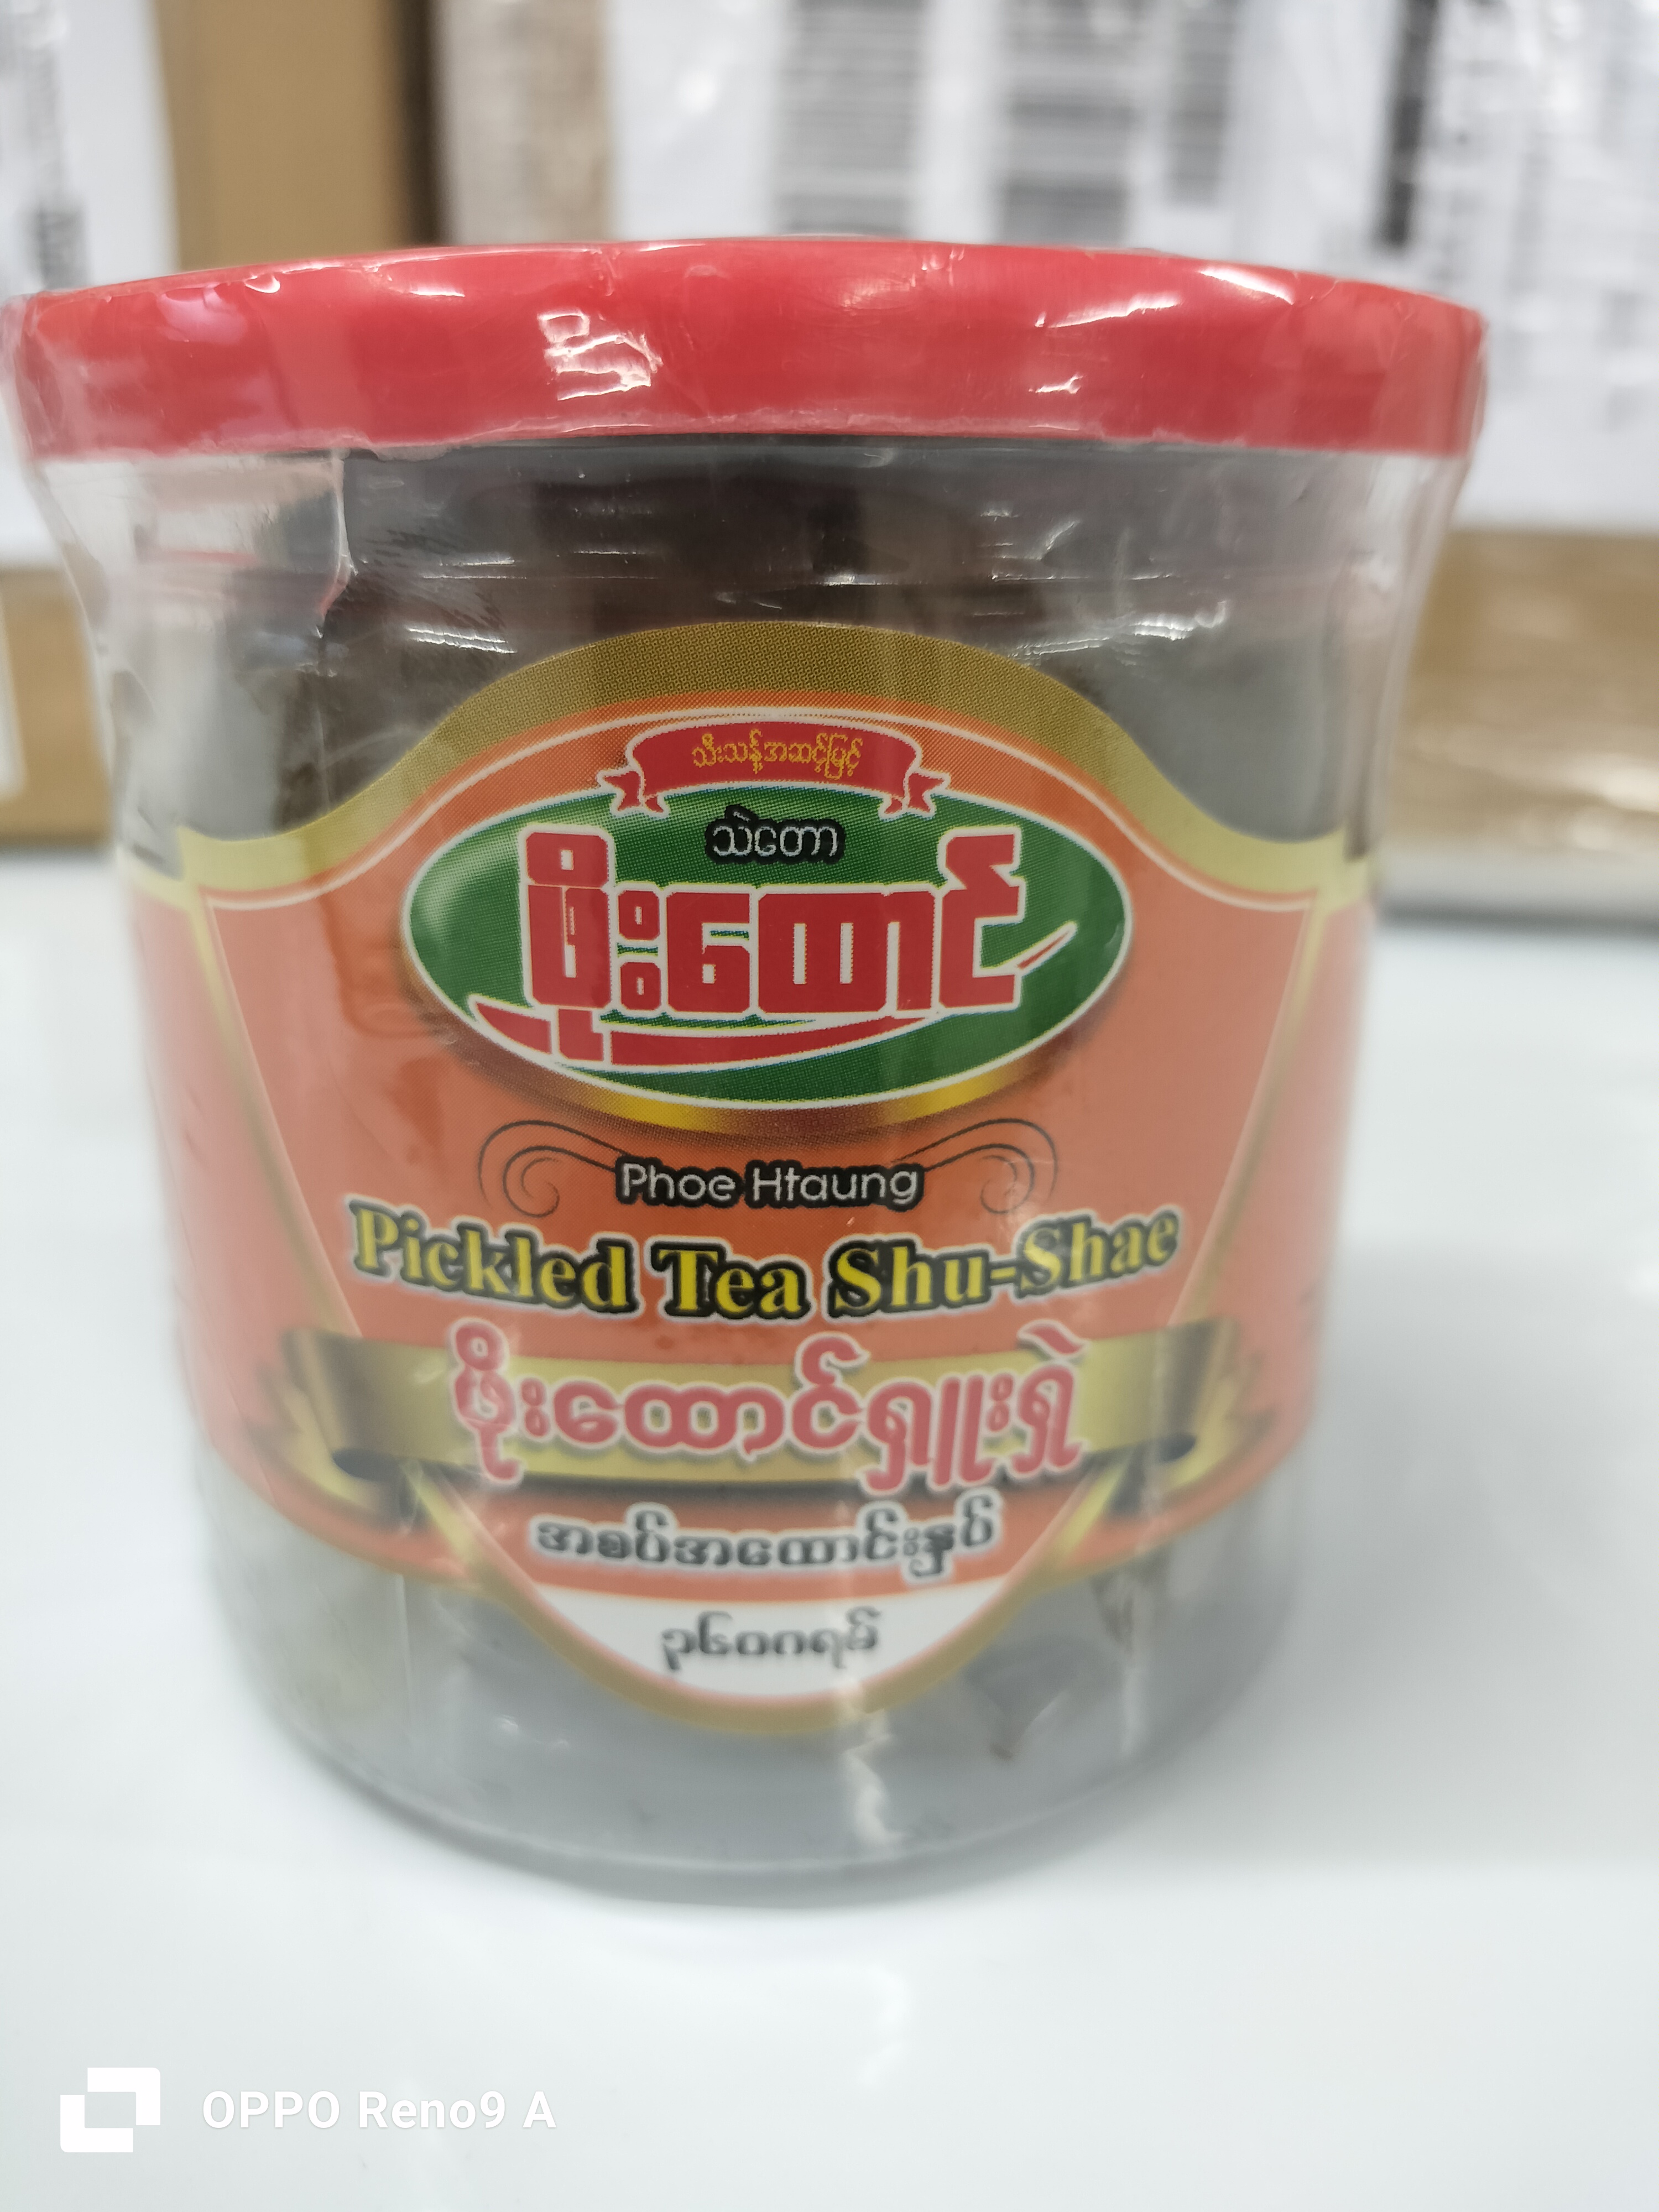 သီးသန့်အဆင့်မြင့်
သဲတော
ဖိုးထောင်
Phoe Htaung
Pickled Tea Shu-Shae
ဖိုးထောင်ရှူးရှဲ
အစပ်အထောင်းနှပ်
၃၆၀ဂရမ်
OPPO Reno9 A